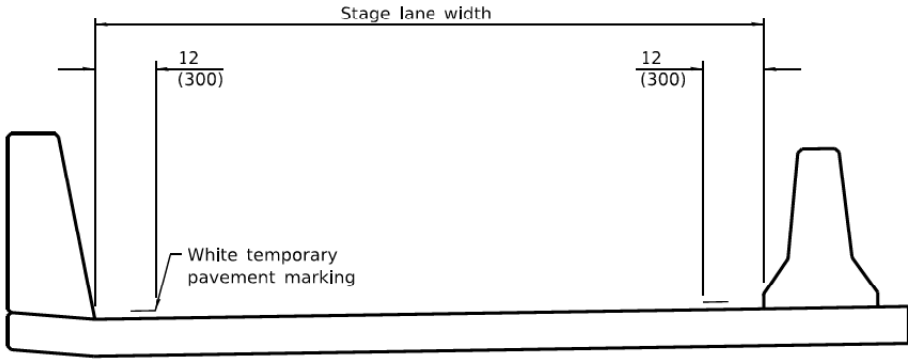 Stage lane width
12
(300)
12
(300)
White temporary
pavement marking